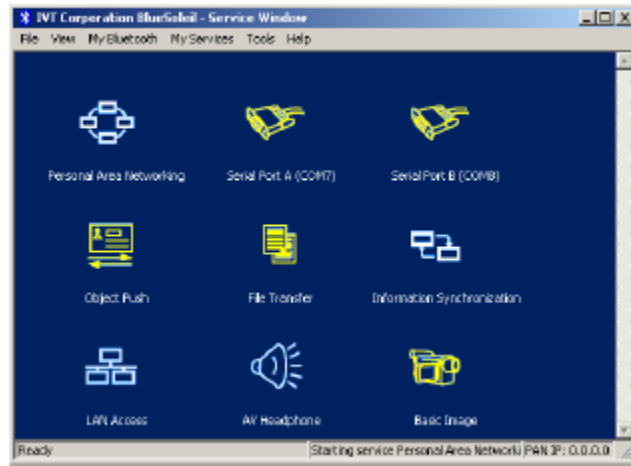 IVT Corporation BlueSoleil - Service Window
File View My Bluetooth My Services Tools Help
Personal Area Networking Serial Port A (COM7) Serial Port B (COM8)
Object Push File Transfer Information Synchronization
LAN Access AV Headphone Basic Image
Ready Starting service Personal Area Networki PAN IP: 0.0.0.0